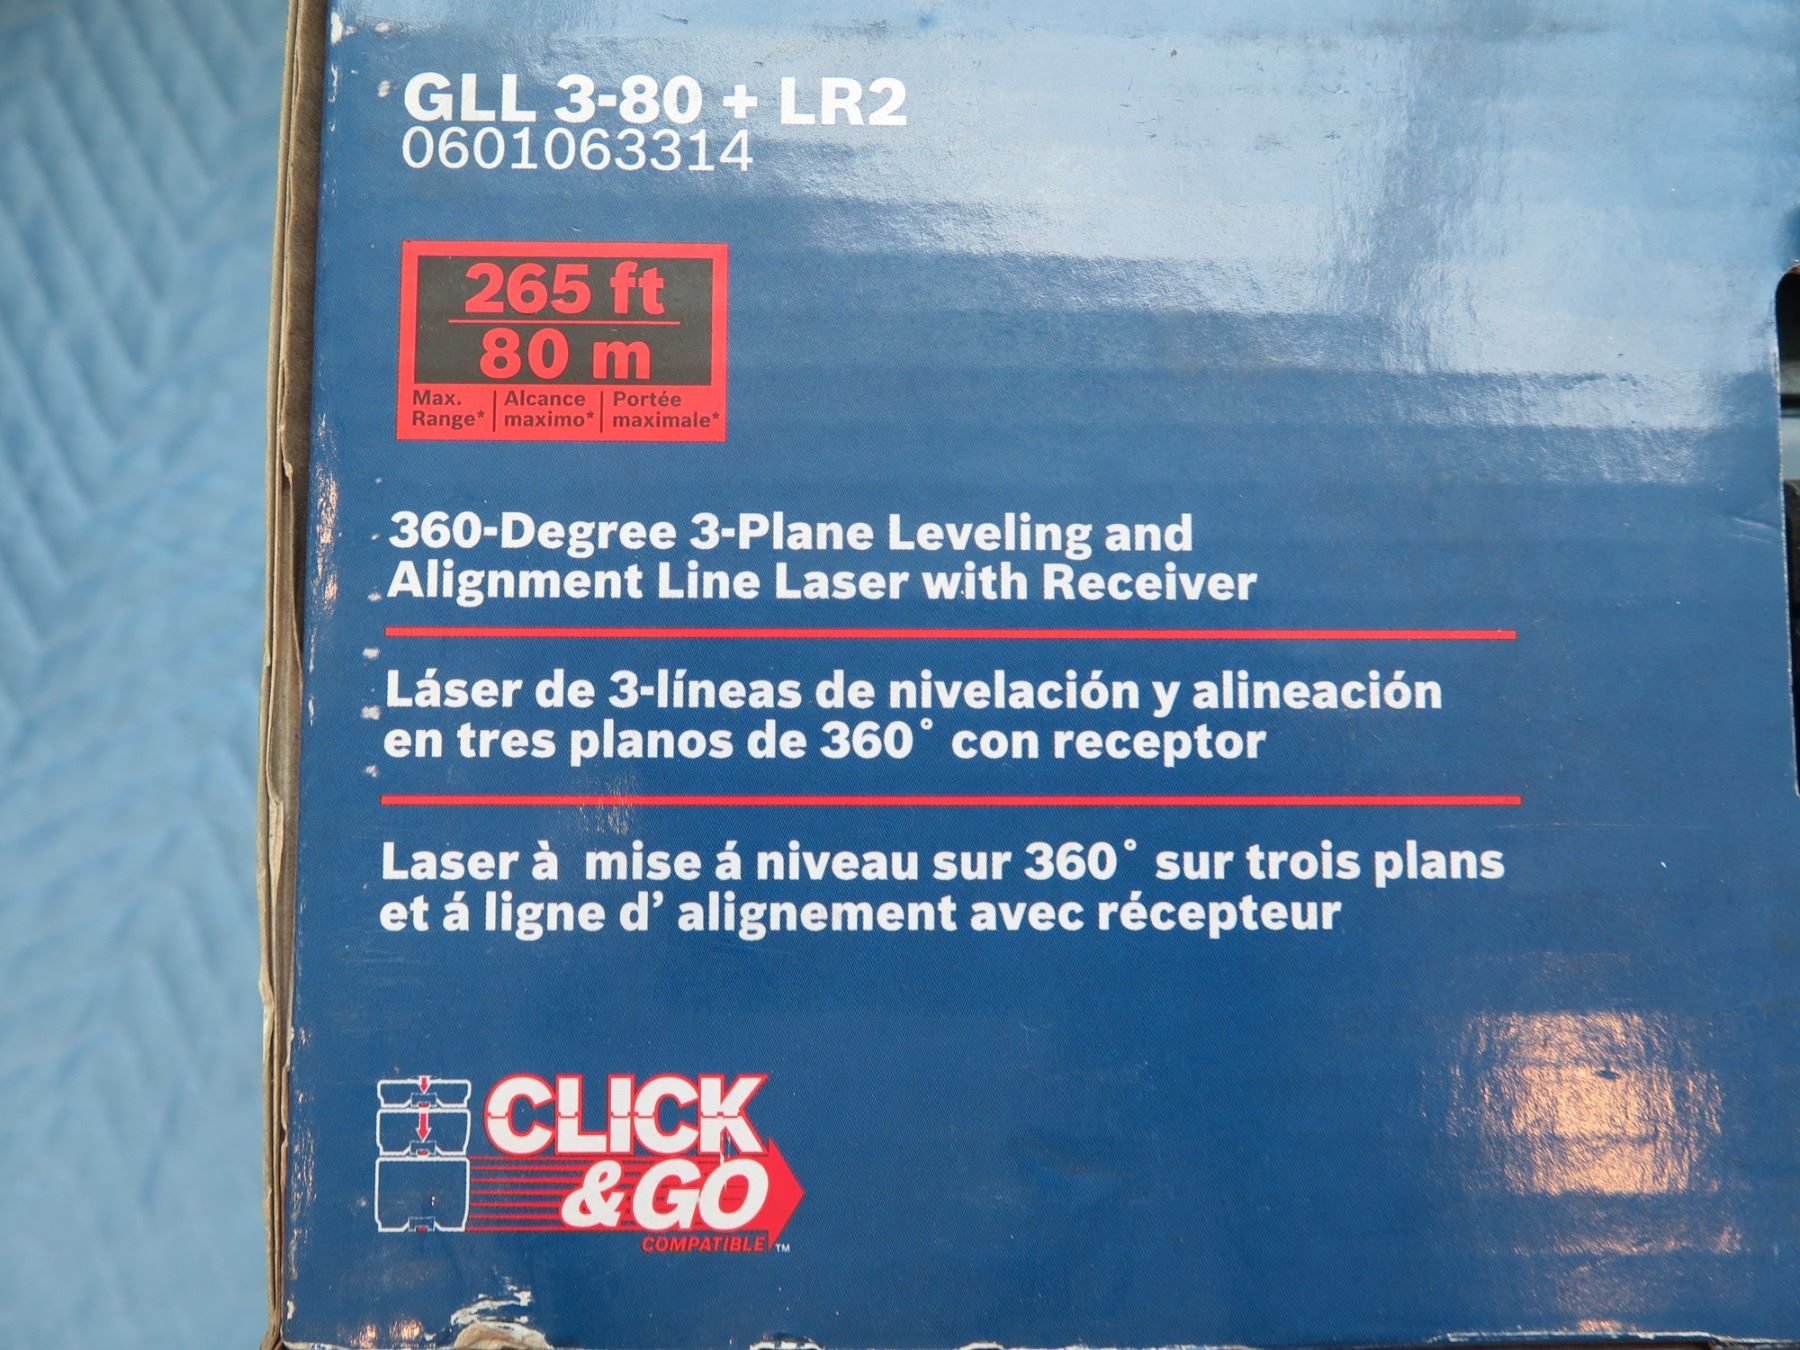 GLL 3-80 + LR2
0601063314
265 ft
80 m
Max. Range*
Alcance maximo*
Portée maximale*
360-Degree 3-Plane Leveling and
Alignment Line Laser with Receiver
Láser de 3-líneas de nivelación y alineación
en tres planos de 360° con receptor
Laser à mise á niveau sur 360° sur trois plans
et á ligne d' alignement avec récepteur
CLICK
&GO
COMPATIBLE™